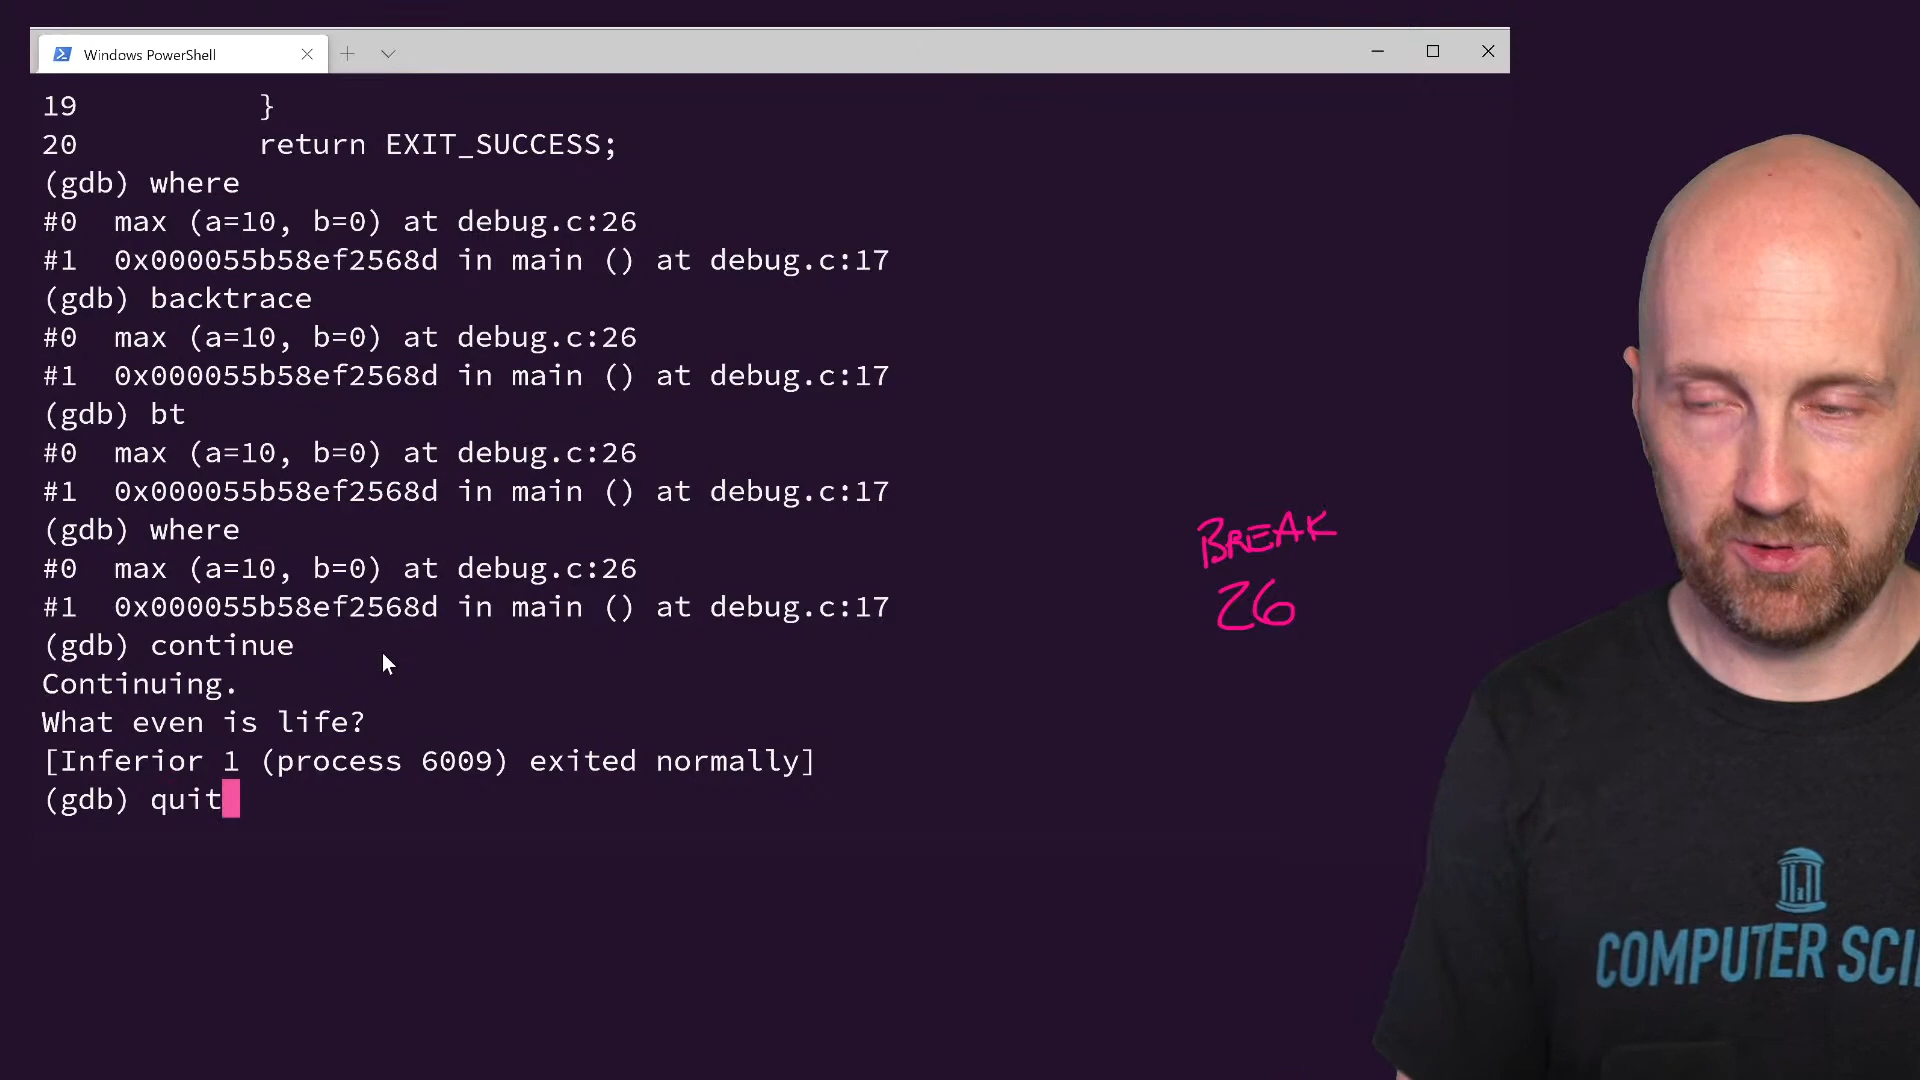 Windows PowerShell
19 }
20 return EXIT_SUCCESS;
(gdb) where
#0 max (a=10, b=0) at debug.c:26
#1 0x000055b58ef2568d in main () at debug.c:17
(gdb) backtrace
#0 max (a=10, b=0) at debug.c:26
#1 0x000055b58ef2568d in main () at debug.c:17
(gdb) bt
#0 max (a=10, b=0) at debug.c:26
#1 0x000055b58ef2568d in main () at debug.c:17
(gdb) where
#0 max (a=10, b=0) at debug.c:26
#1 0x000055b58ef2568d in main () at debug.c:17
(gdb) continue
Continuing.
What even is life?
[Inferior 1 (process 6009) exited normally]
(gdb) quit
BREAK
26
COMPUTER SCI